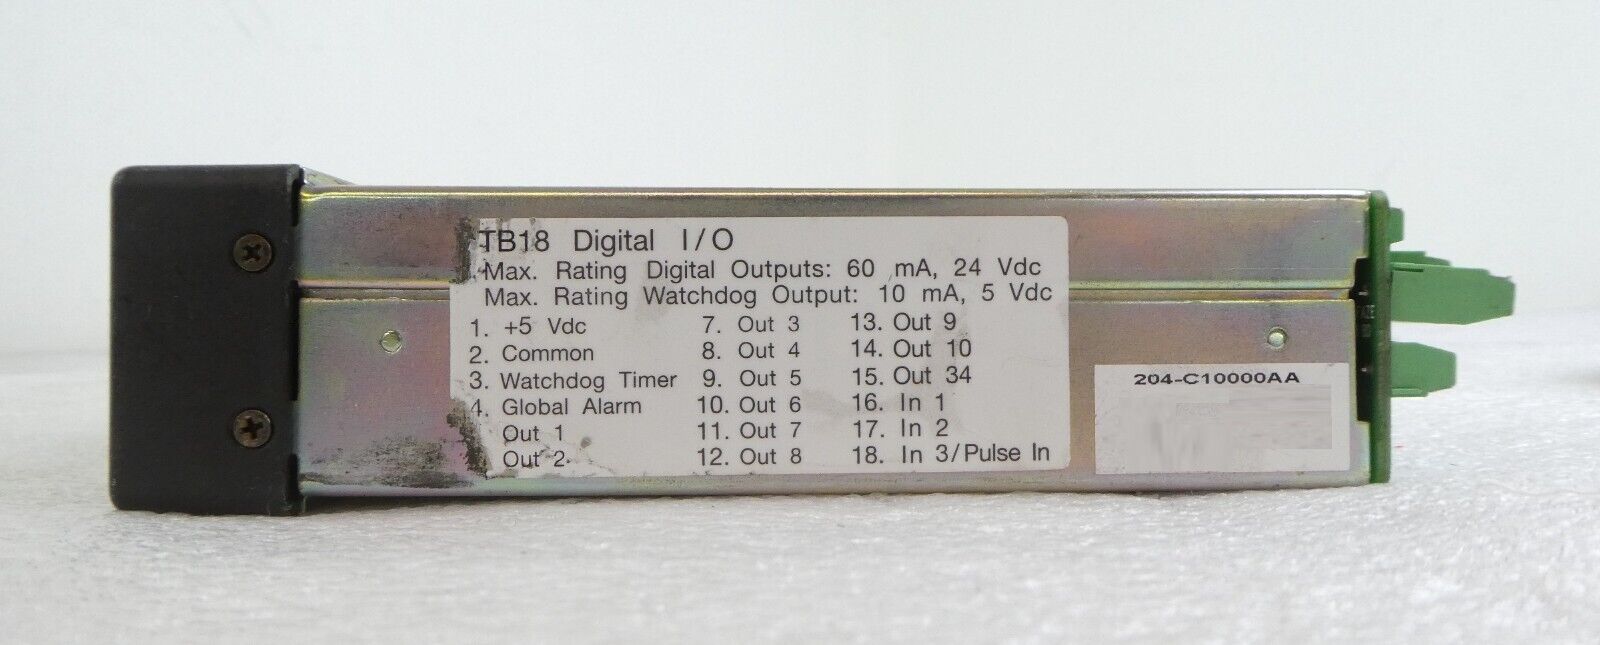 TB18 Digital I/O
Max. Rating Digital Outputs: 60 mA, 24 Vdc
Max. Rating Watchdog Output: 10 mA, 5 Vdc
1. +5 Vdc
2. Common
3. Watchdog Timer
4. Global Alarm
Out 1
Out 2
7. Out 3
8. Out 4
9. Out 5
10. Out 6
11. Out 7
12. Out 8
13. Out 9
14. Out 10
15. Out 34
16. In 1
17. In 2
18. In 3/Pulse In
204-C10000AA